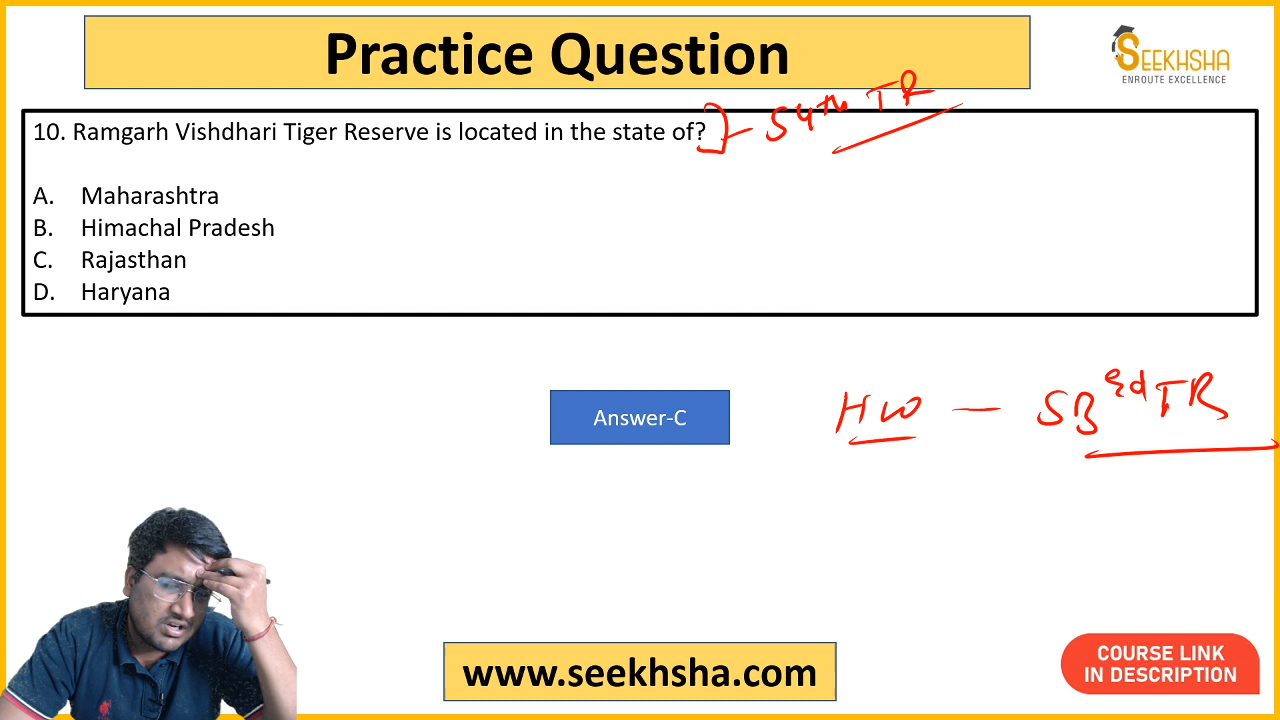 Practice Question
SEEKHSHA
ENROUTE EXCELLENCE
10. Ramgarh Vishdhari Tiger Reserve is located in the state of?
54th TR
A. Maharashtra
B. Himachal Pradesh
C. Rajasthan
D. Haryana
Answer-C
HW — 53rd TR
www.seekhsha.com
COURSE LINK
IN DESCRIPTION